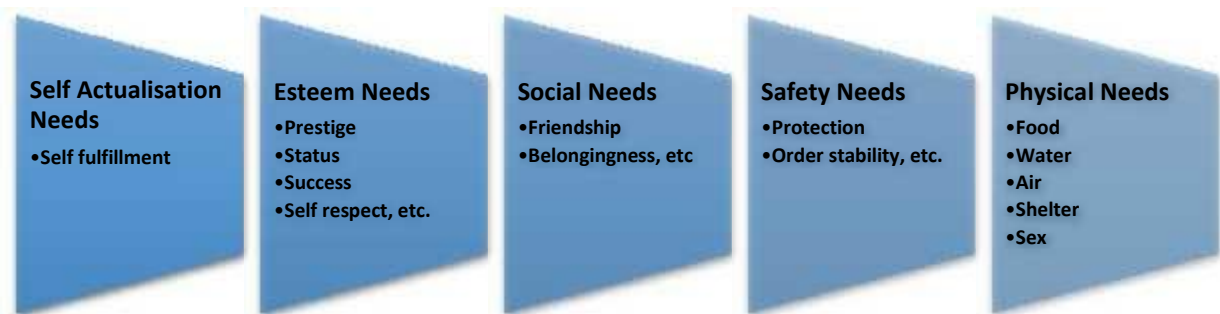 Self Actualisation
Needs
•Self fulfillment
Esteem Needs
•Prestige
•Status
•Success
•Self respect, etc.
Social Needs
•Friendship
•Belongingness, etc
Safety Needs
•Protection
•Order stability, etc.
Physical Needs
•Food
•Water
•Air
•Shelter
•Sex